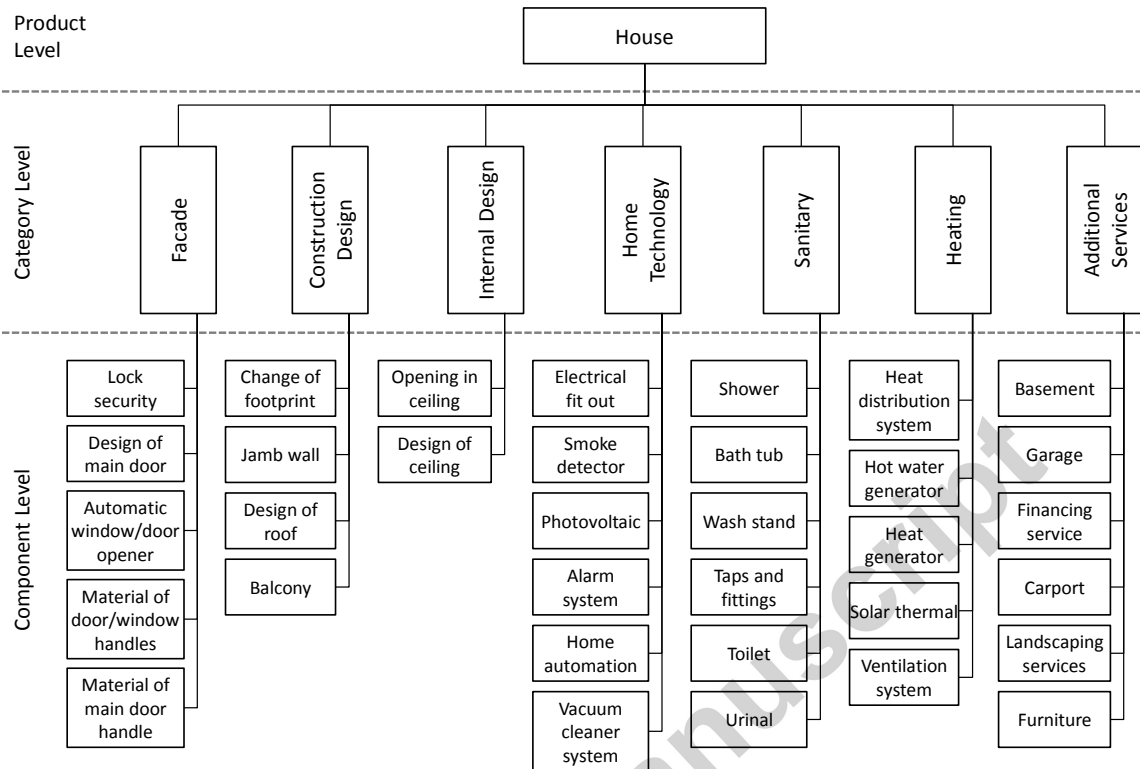 Product
Level
House
Category Level
Facade
Construction
Design
Internal Design
Home
Technology
Sanitary
Heating
Additional
Services
Component Level
Lock
security
Design of
main door
Automatic
window/door
opener
Material of
door/window
handles
Material of
main door
handle
Change of
footprint
Jamb wall
Design of
roof
Balcony
Opening in
ceiling
Design of
ceiling
Electrical
fit out
Smoke
detector
Photovoltaic
Alarm
system
Home
automation
Vacuum
cleaner
system
Shower
Bath tub
Wash stand
Taps and
fittings
Toilet
Urinal
Heat
distribution
system
Hot water
generator
Heat
generator
Solar thermal
Ventilation
system
Basement
Garage
Financing
service
Carport
Landscaping
services
Furniture